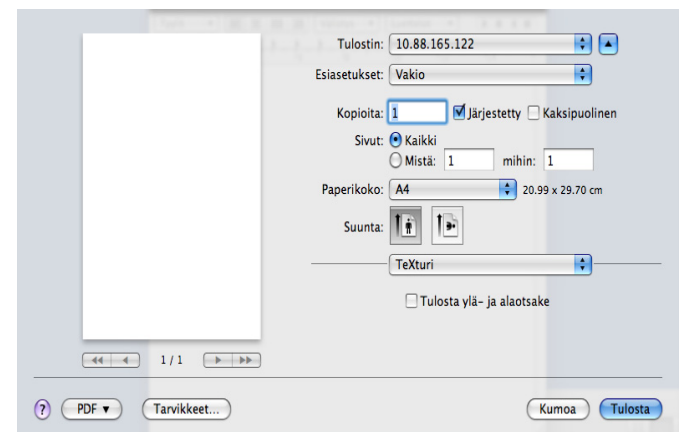 Tulostin: 10.88.165.122
Esiasetukset: Vakio
Kopioita: 1 Järjestetty Kaksipuolinen
Sivut: Kaikki
Mistä: 1 mihin: 1
Paperikoko: A4 20.99 x 29.70 cm
Suunta:
TeXturi
Tulosta ylä- ja alaotsake
1 / 1
? PDF ▼ Tarvikkeet... Kumoa Tulosta